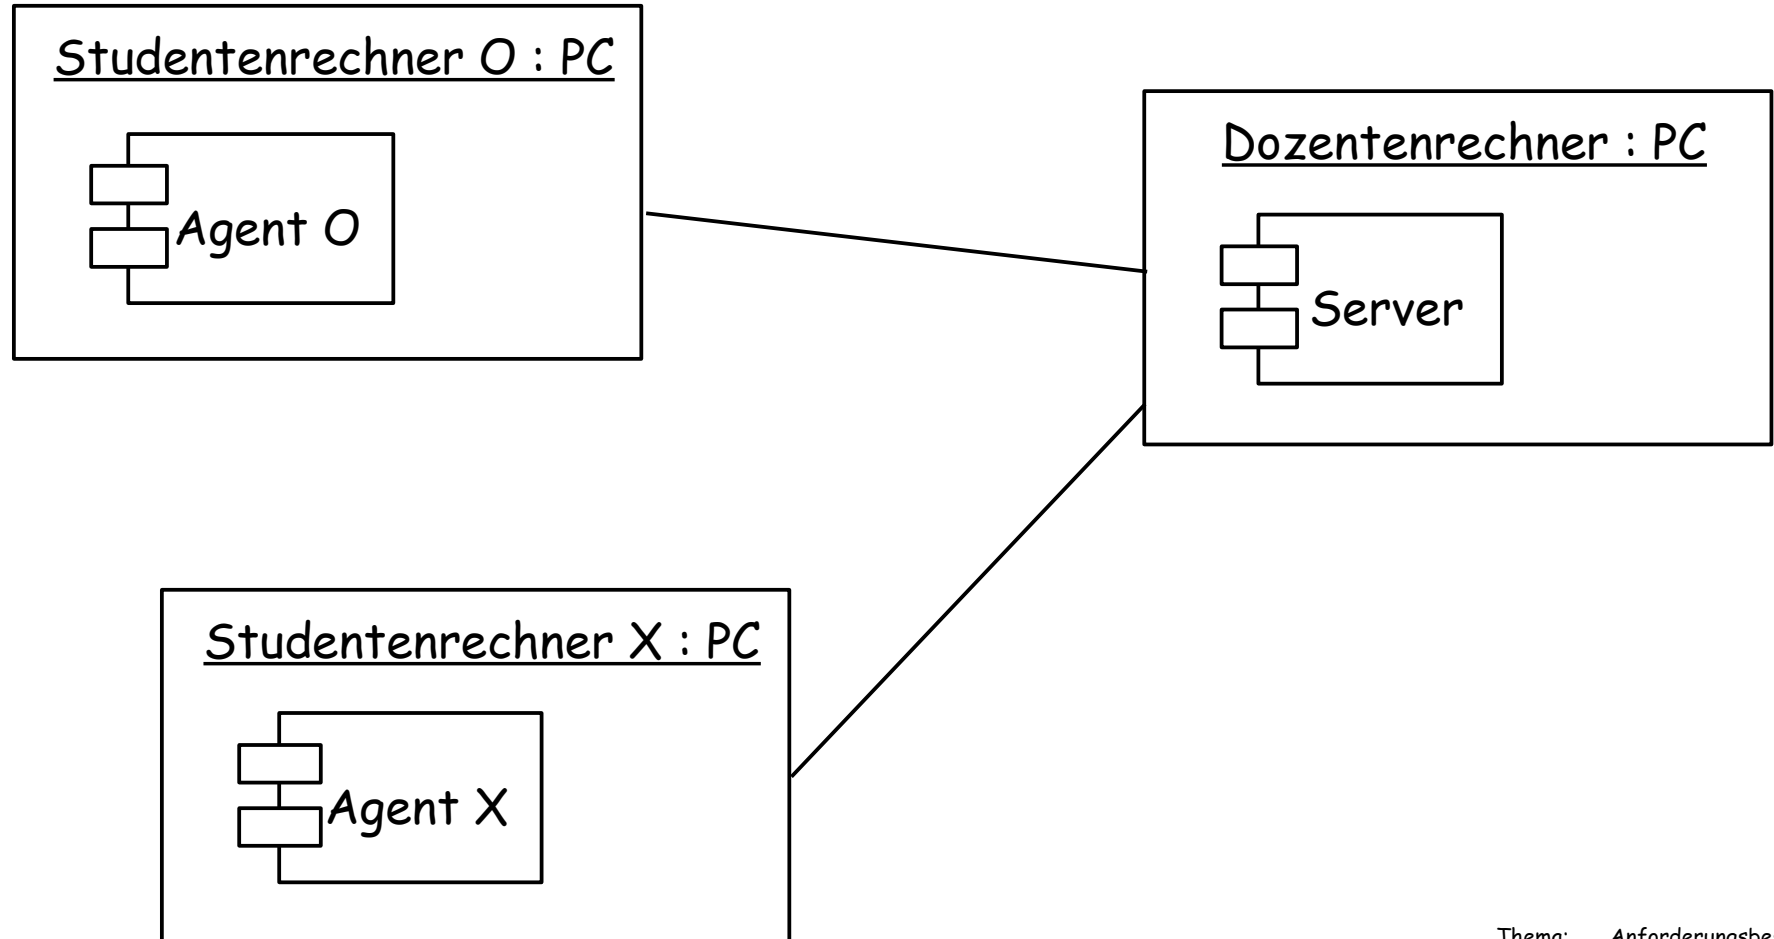 Studentenrechner O : PC
Agent O
Dozentenrechner : PC
Server
Studentenrechner X : PC
Agent X
Thema: